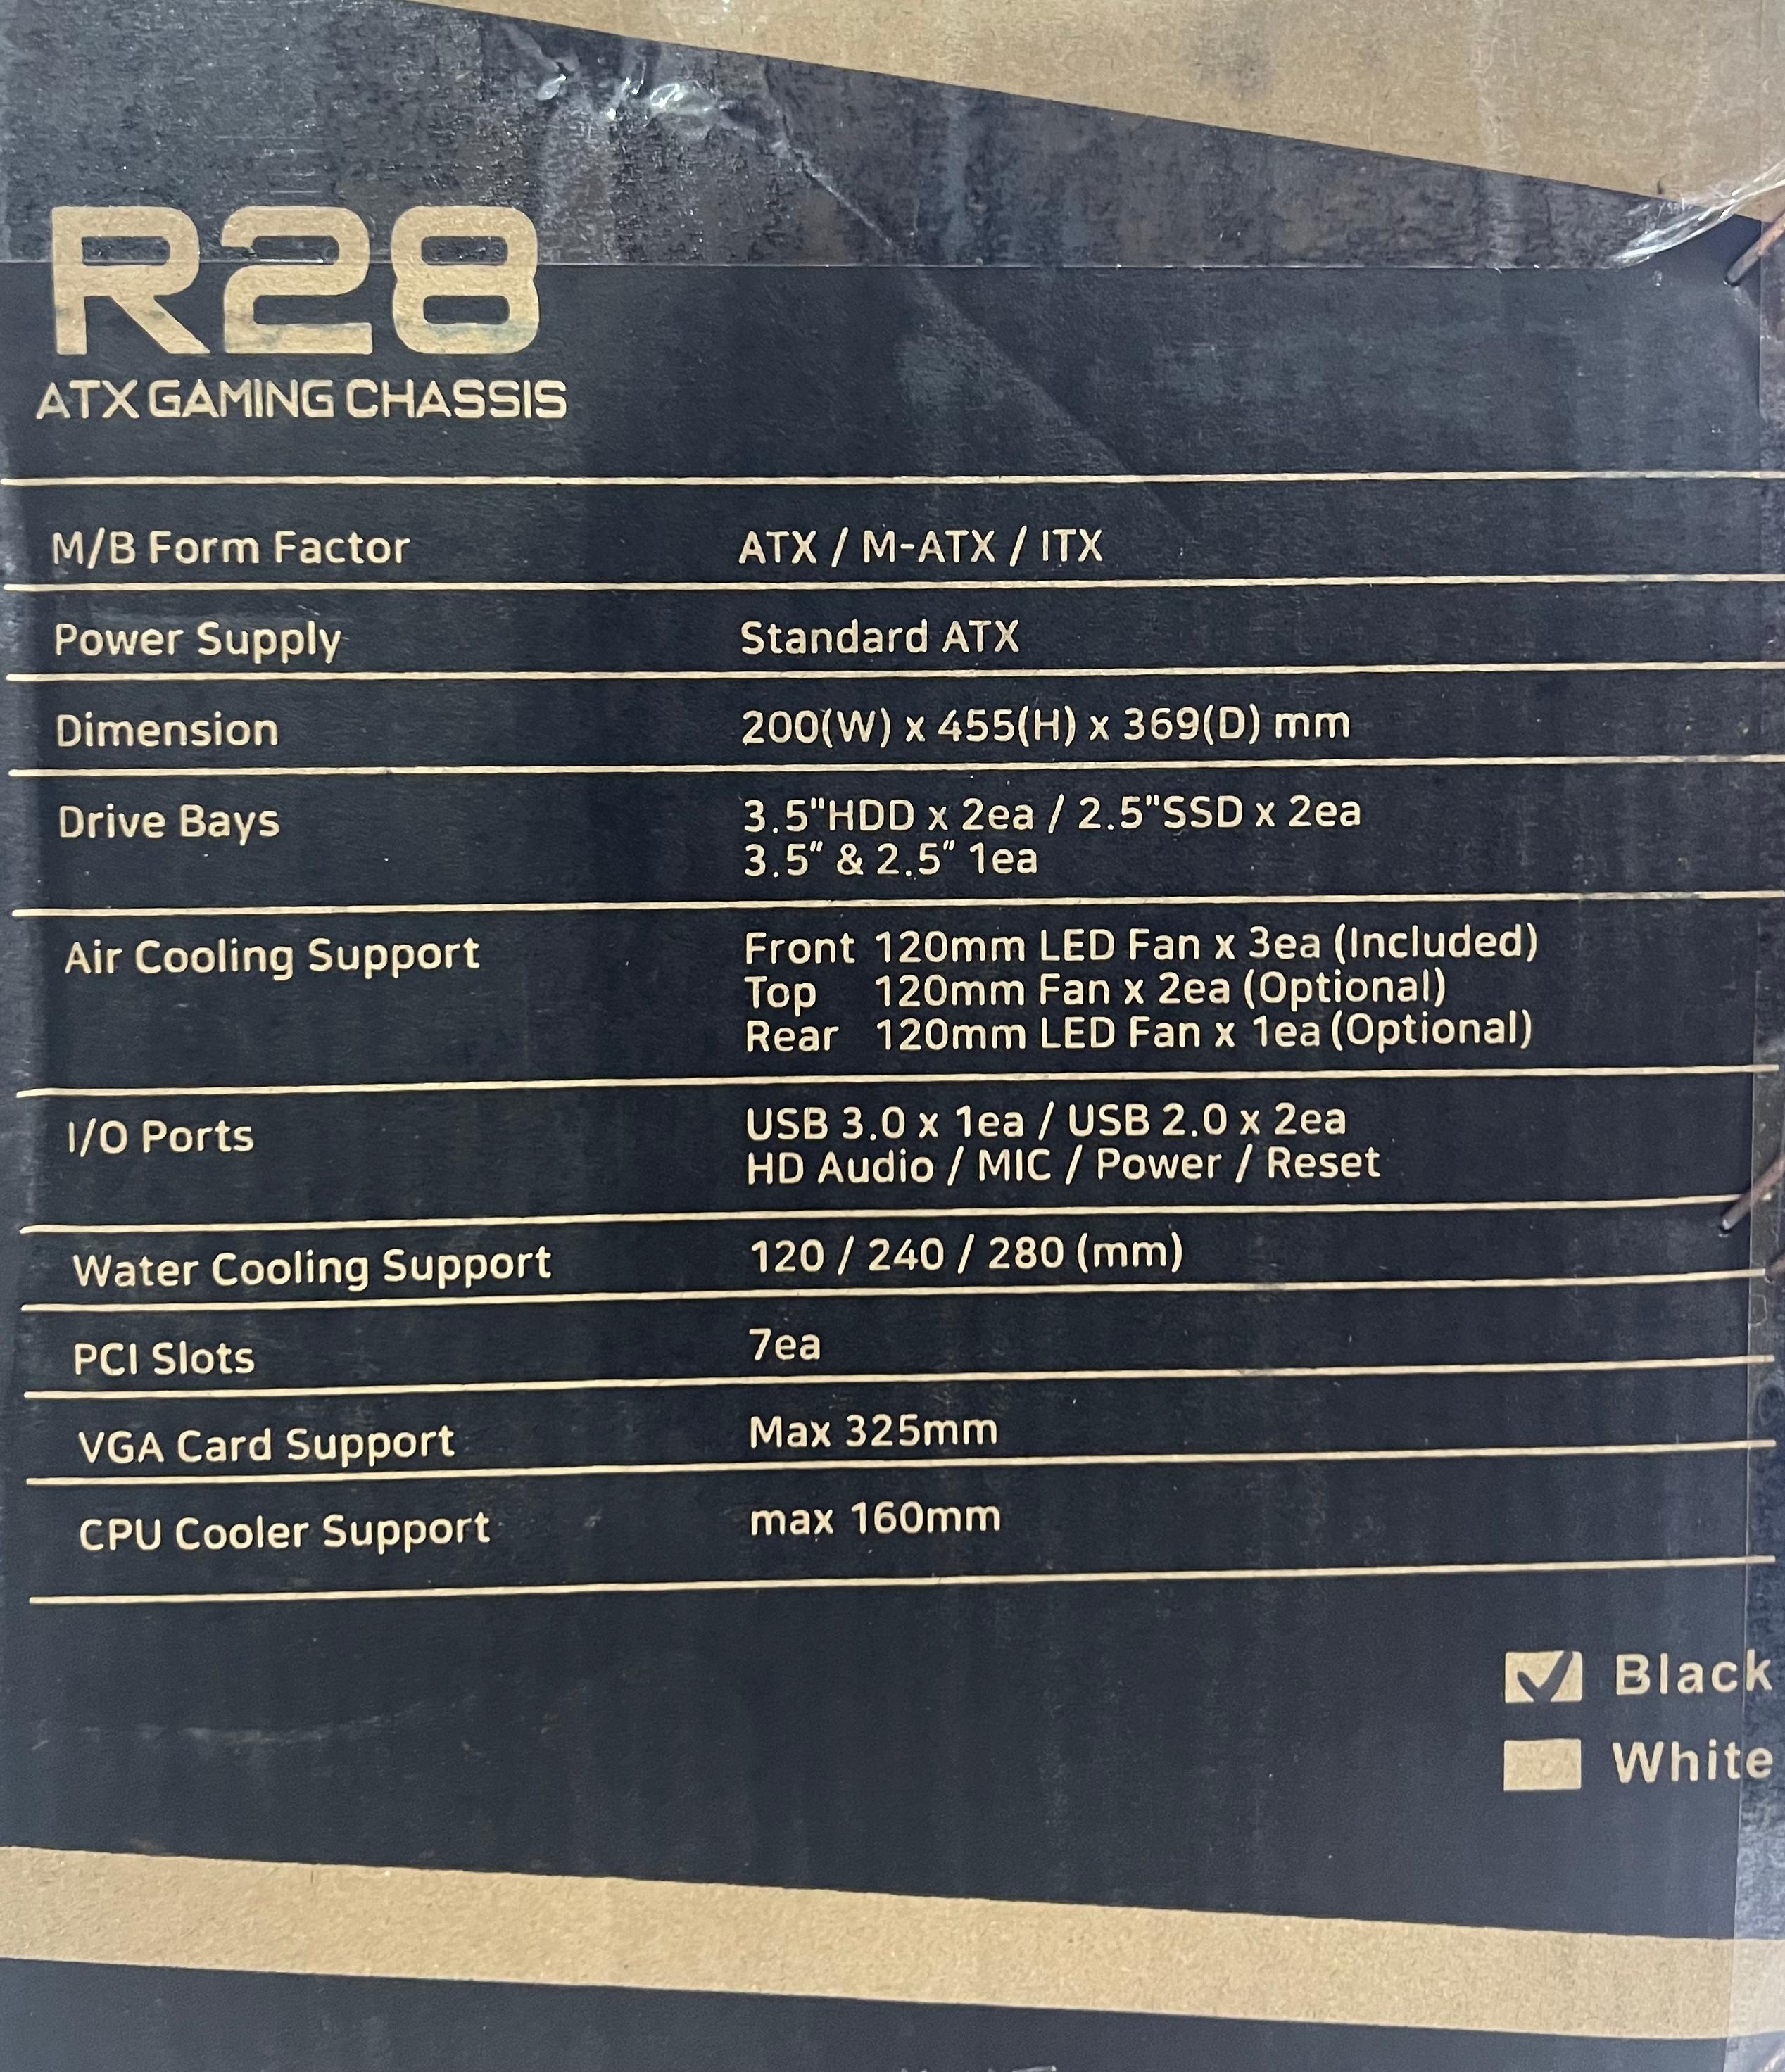 R28
ATX GAMING CHASSIS
M/B Form Factor ATX / M-ATX / ITX
Power Supply Standard ATX
Dimension 200(W) x 455(H) x 369(D) mm
Drive Bays 3.5"HDD x 2ea / 2.5"SSD x 2ea
3.5" & 2.5" 1ea
Air Cooling Support Front 120mm LED Fan x 3ea (Included)
Top 120mm Fan x 2ea (Optional)
Rear 120mm LED Fan x 1ea (Optional)
I/O Ports USB 3.0 x 1ea / USB 2.0 x 2ea
HD Audio / MIC / Power / Reset
Water Cooling Support 120 / 240 / 280 (mm)
PCI Slots 7ea
VGA Card Support Max 325mm
CPU Cooler Support max 160mm
Black
White